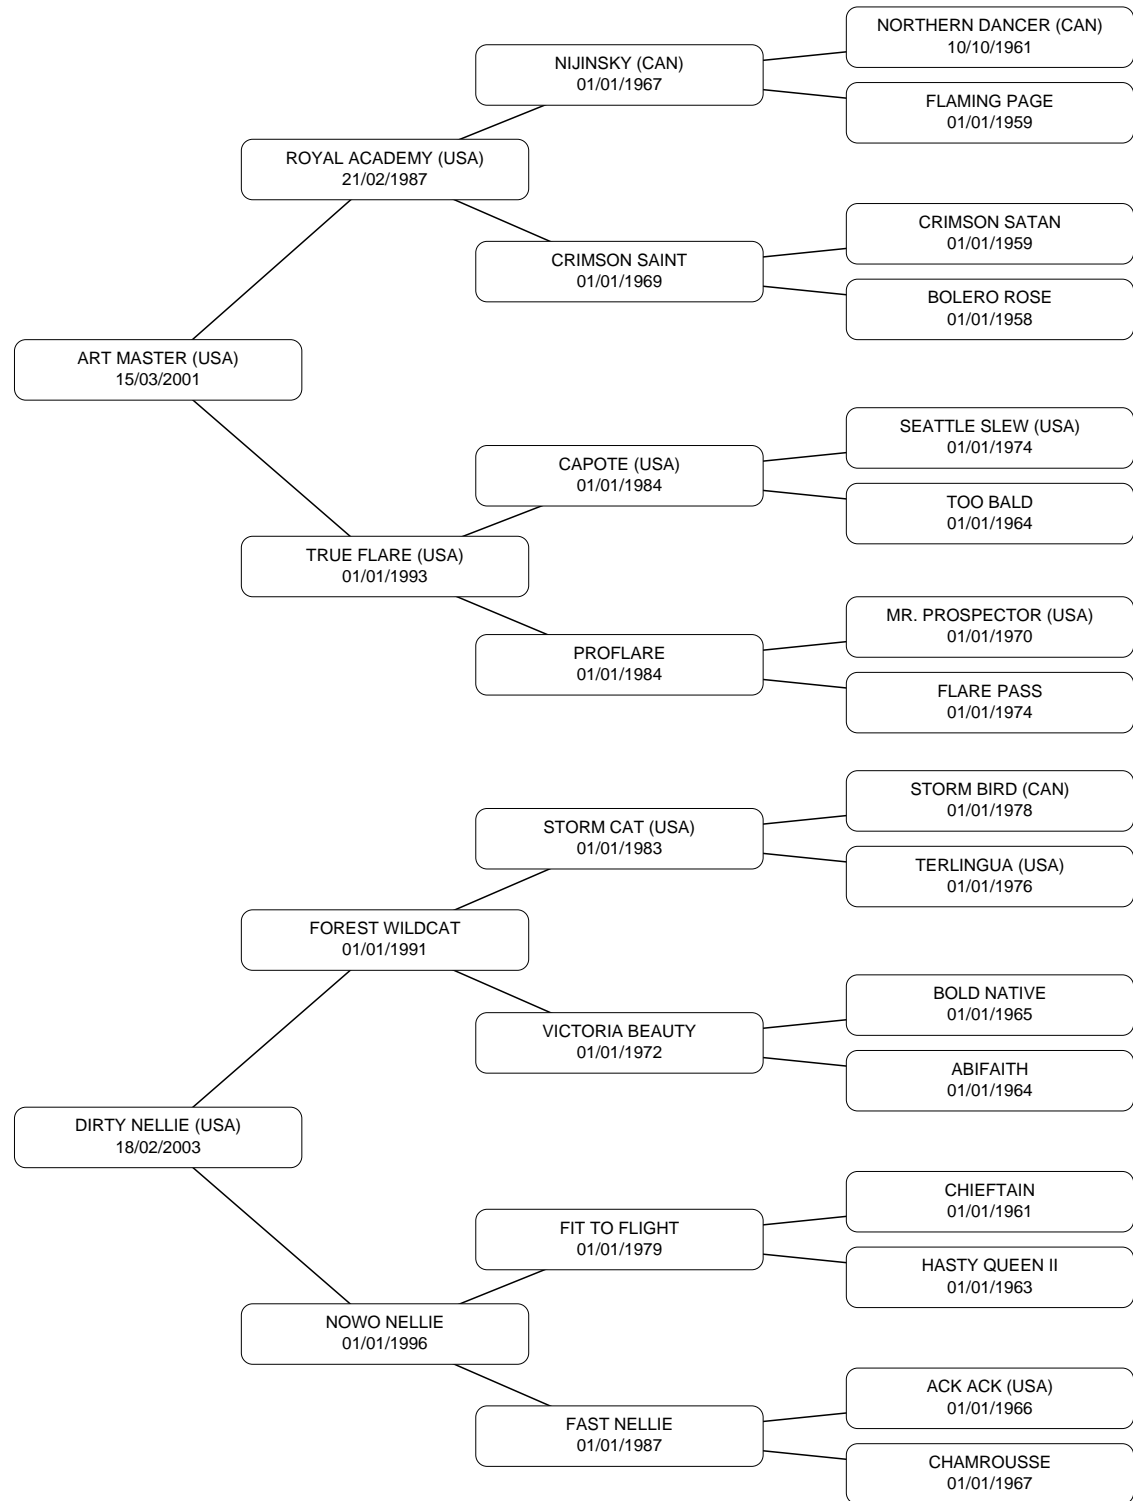 NORTHERN DANCER (CAN)
10/10/1961
NIJINSKY (CAN)
01/01/1967
FLAMING PAGE
01/01/1959
ROYAL ACADEMY (USA)
21/02/1987
CRIMSON SATAN
01/01/1959
CRIMSON SAINT
01/01/1969
BOLERO ROSE
01/01/1958
ART MASTER (USA)
15/03/2001
SEATTLE SLEW (USA)
01/01/1974
CAPOTE (USA)
01/01/1984
TOO BALD
01/01/1964
TRUE FLARE (USA)
01/01/1993
MR. PROSPECTOR (USA)
01/01/1970
PROFLARE
01/01/1984
FLARE PASS
01/01/1974
STORM BIRD (CAN)
01/01/1978
STORM CAT (USA)
01/01/1983
TERLINGUA (USA)
01/01/1976
FOREST WILDCAT
01/01/1991
BOLD NATIVE
01/01/1965
VICTORIA BEAUTY
01/01/1972
ABIFAITH
01/01/1964
DIRTY NELLIE (USA)
18/02/2003
CHIEFTAIN
01/01/1961
FIT TO FLIGHT
01/01/1979
HASTY QUEEN II
01/01/1963
NOWO NELLIE
01/01/1996
ACK ACK (USA)
01/01/1966
FAST NELLIE
01/01/1987
CHAMROUSSE
01/01/1967